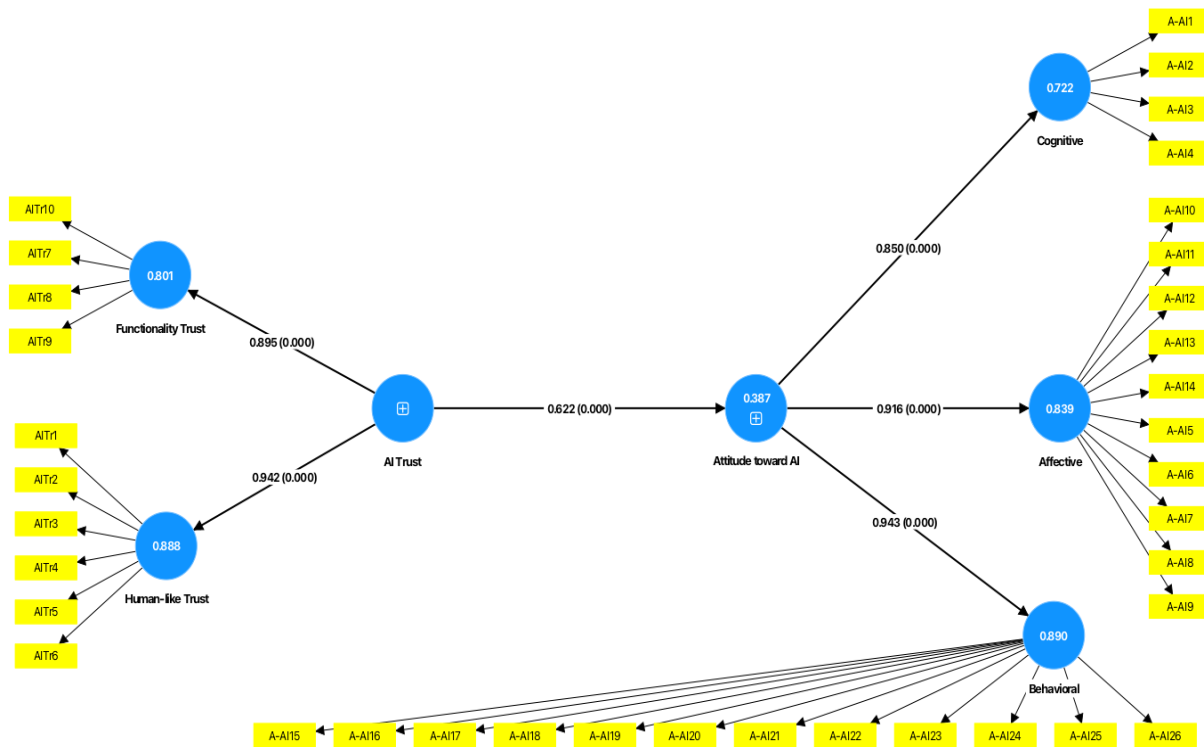 A-AI1
A-AI2
0.722
A-AI3
A-AI4
Cognitive
AITr10
AITr7
AITr8
AITr9
0.801
Functionality Trust
A-AI10
A-AI11
A-AI12
A-AI13
A-AI14
A-AI5
A-AI6
A-AI7
A-AI8
A-AI9
0.850 (0.000)
0.895 (0.000)
AI Trust
0.622 (0.000)
0.387
Attitude toward AI
0.916 (0.000)
0.839
Affective
AITr1
AITr2
AITr3
AITr4
AITr5
AITr6
0.942 (0.000)
0.888
Human-like Trust
0.943 (0.000)
0.890
Behavioral
A-AI15
A-AI16
A-AI17
A-AI18
A-AI19
A-AI20
A-AI21
A-AI22
A-AI23
A-AI24
A-AI25
A-AI26